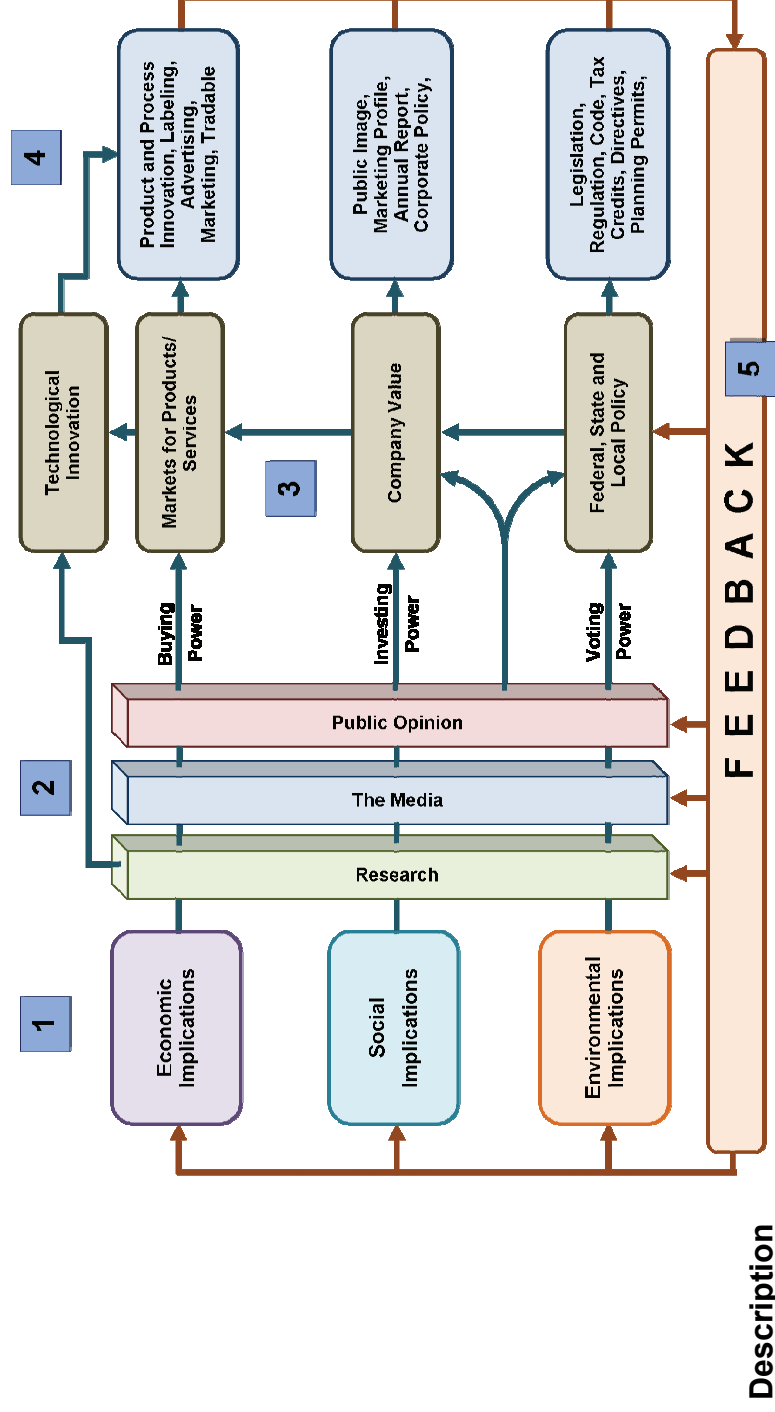 1
2
4
Technological
Innovation
Economic
Implications
Buying
Power
Markets for Products/
Services
Product and Process
Innovation, Labeling,
Advertising,
Marketing, Tradable
3
Research
The Media
Public Opinion
Social
Implications
Investing
Power
Company Value
Public Image,
Marketing Profile,
Annual Report,
Corporate Policy,
Environmental
Implications
Voting
Power
Federal, State and
Local Policy
Legislation,
Regulation, Code, Tax
Credits, Directives,
Planning Permits,
FEEDBACK
5
Description